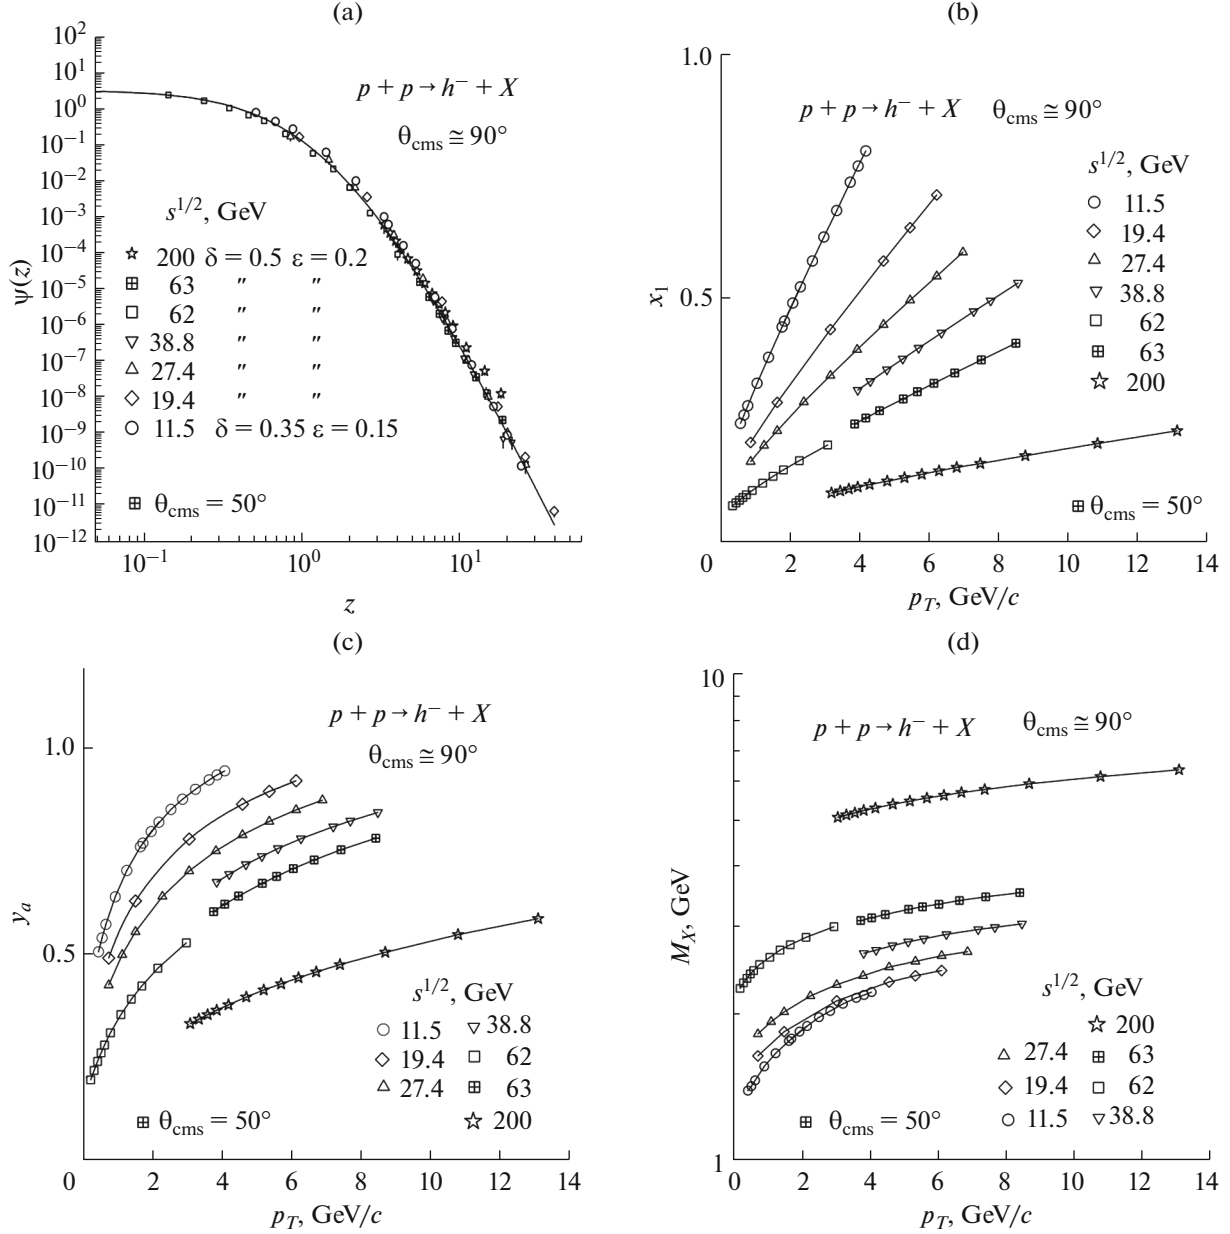 (a)
10²
10¹
10⁰
10⁻¹
10⁻²
10⁻³
10⁻⁴
10⁻⁵
10⁻⁶
10⁻⁷
10⁻⁸
10⁻⁹
10⁻¹⁰
10⁻¹¹
10⁻¹²
ψ(z)
p + p → h⁻ + X
θcms ≅ 90°
s^1/2, GeV
200 δ = 0.5 ε = 0.2
63 " "
62 " "
38.8 " "
27.4 " "
19.4 " "
11.5 δ = 0.35 ε = 0.15
θcms = 50°
10⁻¹ 10⁰ 10¹
z
(b)
1.0
0.5
x₁
p + p → h⁻ + X θcms ≅ 90°
s^1/2, GeV
11.5
19.4
27.4
38.8
62
63
200
θcms = 50°
0 2 4 6 8 10 12 14
p_T, GeV/c
(c)
1.0
0.5
y_a
p + p → h⁻ + X
θcms ≅ 90°
s^1/2, GeV
11.5 38.8
19.4 62
27.4 63
200
θcms = 50°
0 2 4 6 8 10 12 14
p_T, GeV/c
(d)
10
1
M_X, GeV
p + p → h⁻ + X θcms ≅ 90°
s^1/2, GeV
200
27.4 63
19.4 62
11.5 38.8
θcms = 50°
0 2 4 6 8 10 12 14
p_T, GeV/c